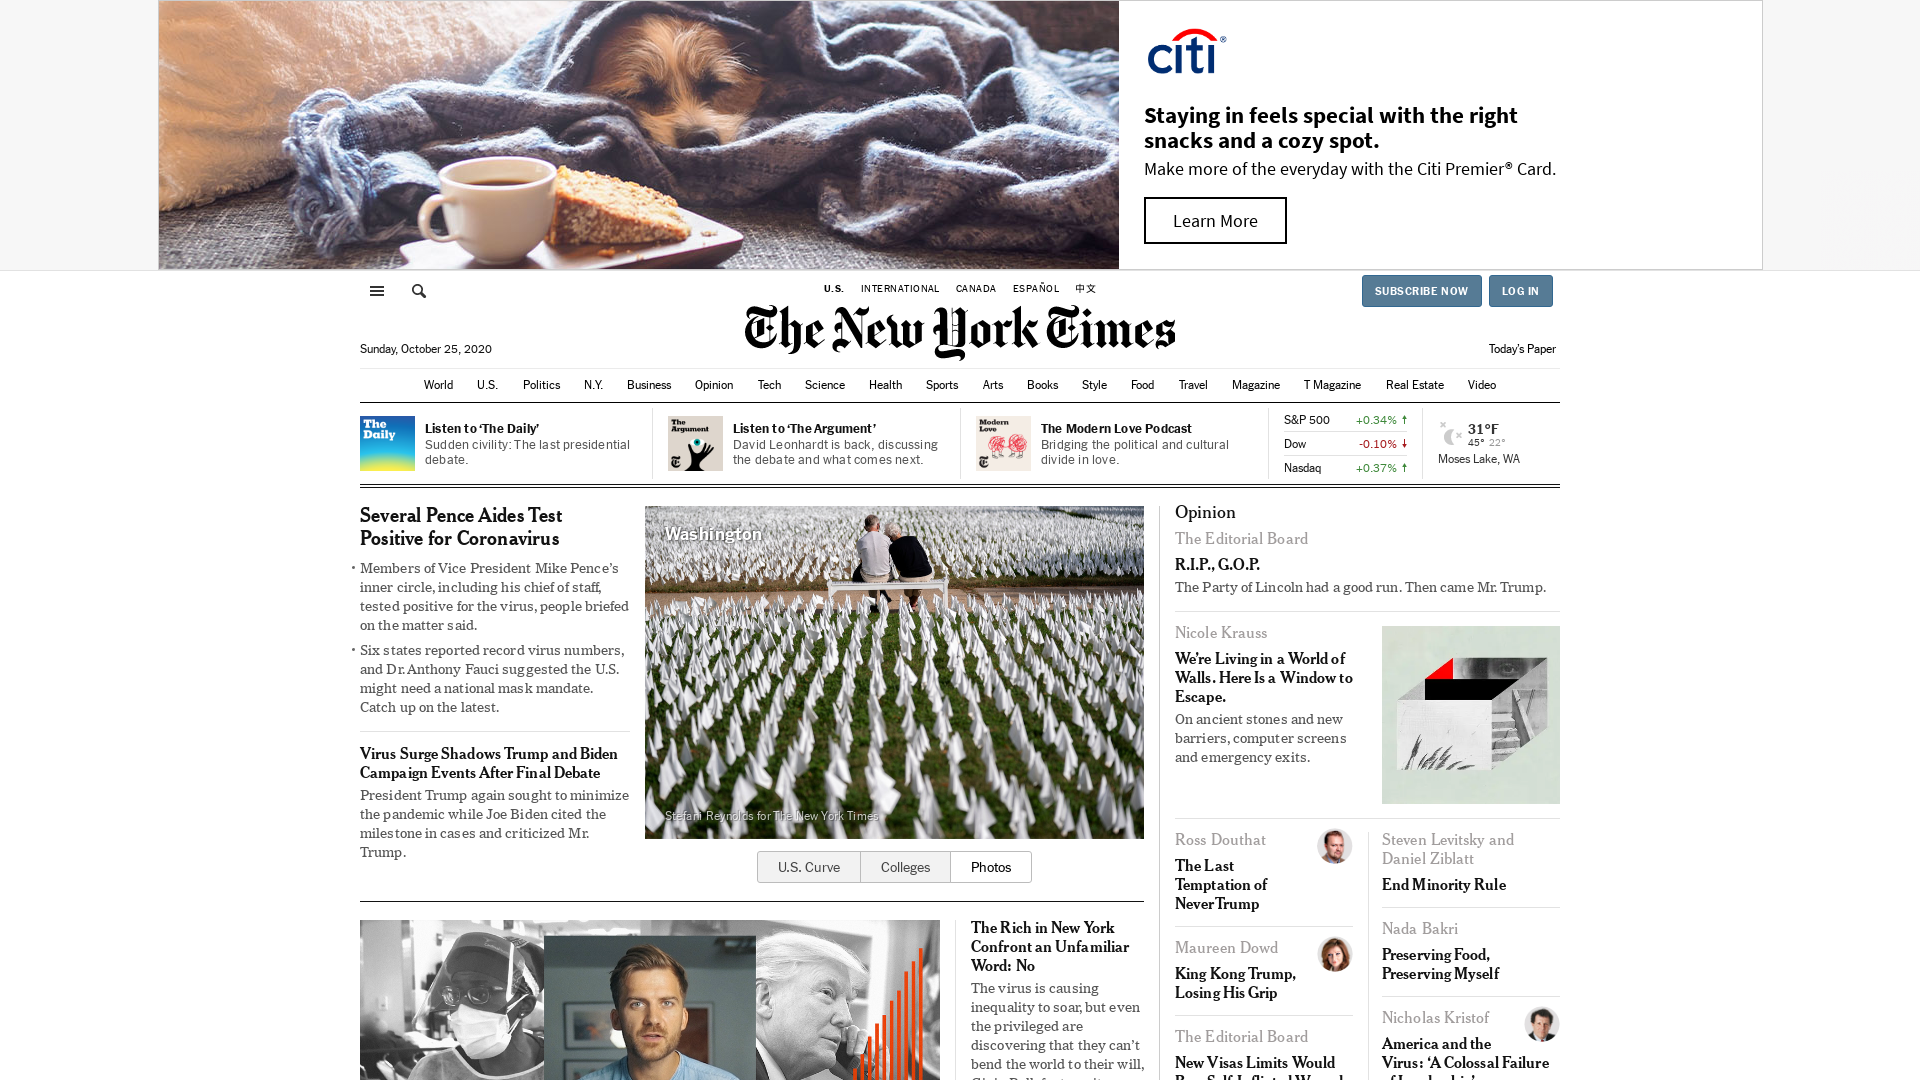 citi®
Staying in feels special with the right
snacks and a cozy spot.
Make more of the everyday with the Citi Premier® Card.
Learn More
U.S. INTERNATIONAL CANADA ESPAÑOL 中文
SUBSCRIBE NOW LOG IN
The New York Times
Sunday, October 25, 2020
Today's Paper
World U.S. Politics N.Y. Business Opinion Tech Science Health Sports Arts Books Style Food Travel Magazine T Magazine Real Estate Video
The
Daily
Listen to ‘The Daily’
Sudden civility: The last presidential
debate.
The
Argument
Listen to ‘The Argument’
David Leonhardt is back, discussing
the debate and what comes next.
Modern
Love
The Modern Love Podcast
Bridging the political and cultural
divide in love.
S&P 500 +0.34%
Dow -0.10%
Nasdaq +0.37%
31°F
45° 22°
Moses Lake, WA
Several Pence Aides Test
Positive for Coronavirus
• Members of Vice President Mike Pence’s
inner circle, including his chief of staff,
tested positive for the virus, people briefed
on the matter said.
• Six states reported record virus numbers,
and Dr. Anthony Fauci suggested the U.S.
might need a national mask mandate.
Catch up on the latest.
Virus Surge Shadows Trump and Biden
Campaign Events After Final Debate
President Trump again sought to minimize
the pandemic while Joe Biden cited the
milestone in cases and criticized Mr.
Trump.
Washington
Stefani Reynolds for The New York Times
U.S. Curve Colleges Photos
The Rich in New York
Confront an Unfamiliar
Word: No
The virus is causing
inequality to soar, but even
the privileged are
discovering that they can’t
bend the world to their will,
Opinion
The Editorial Board
R.I.P., G.O.P.
The Party of Lincoln had a good run. Then came Mr. Trump.
Nicole Krauss
We’re Living in a World of
Walls. Here Is a Window to
Escape.
On ancient stones and new
barriers, computer screens
and emergency exits.
Ross Douthat
The Last
Temptation of
NeverTrump
Maureen Dowd
King Kong Trump,
Losing His Grip
The Editorial Board
New Visas Limits Would
Steven Levitsky and
Daniel Ziblatt
End Minority Rule
Nada Bakri
Preserving Food,
Preserving Myself
Nicholas Kristof
America and the
Virus: ‘A Colossal Failure